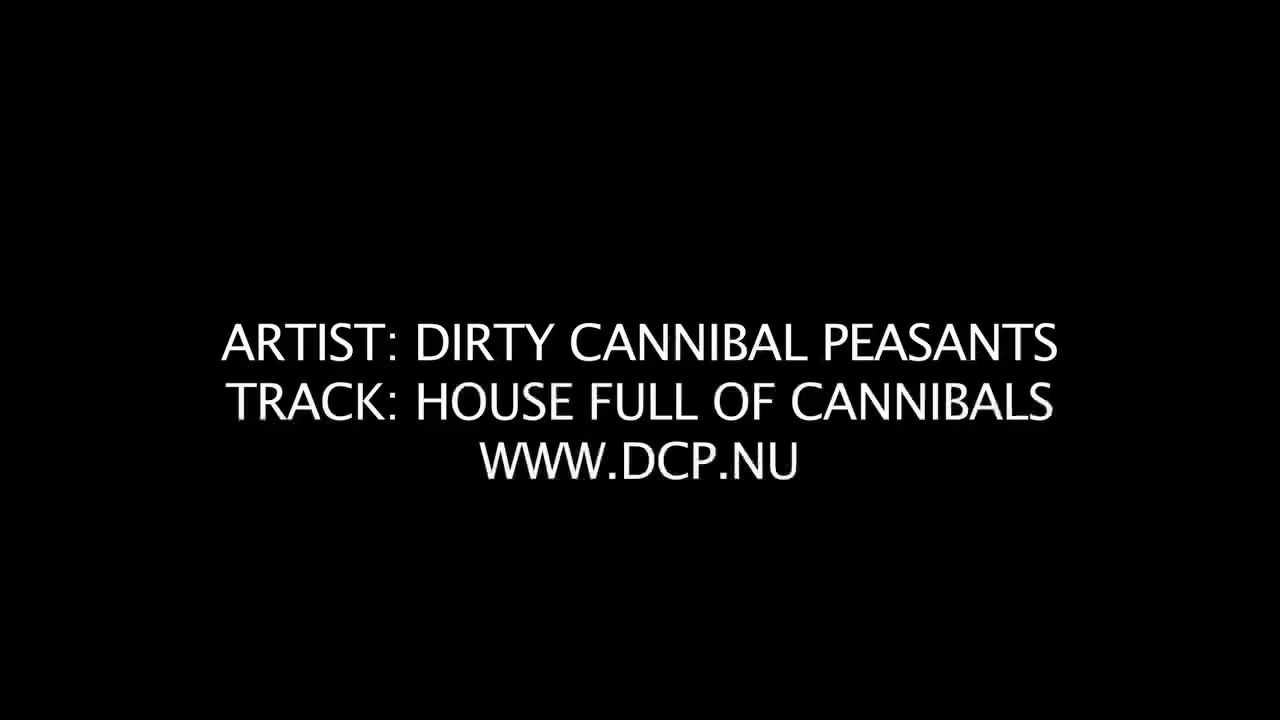 ARTIST: DIRTY CANNIBAL PEASANTS
TRACK: HOUSE FULL OF CANNIBALS
WWW.DCP.NU